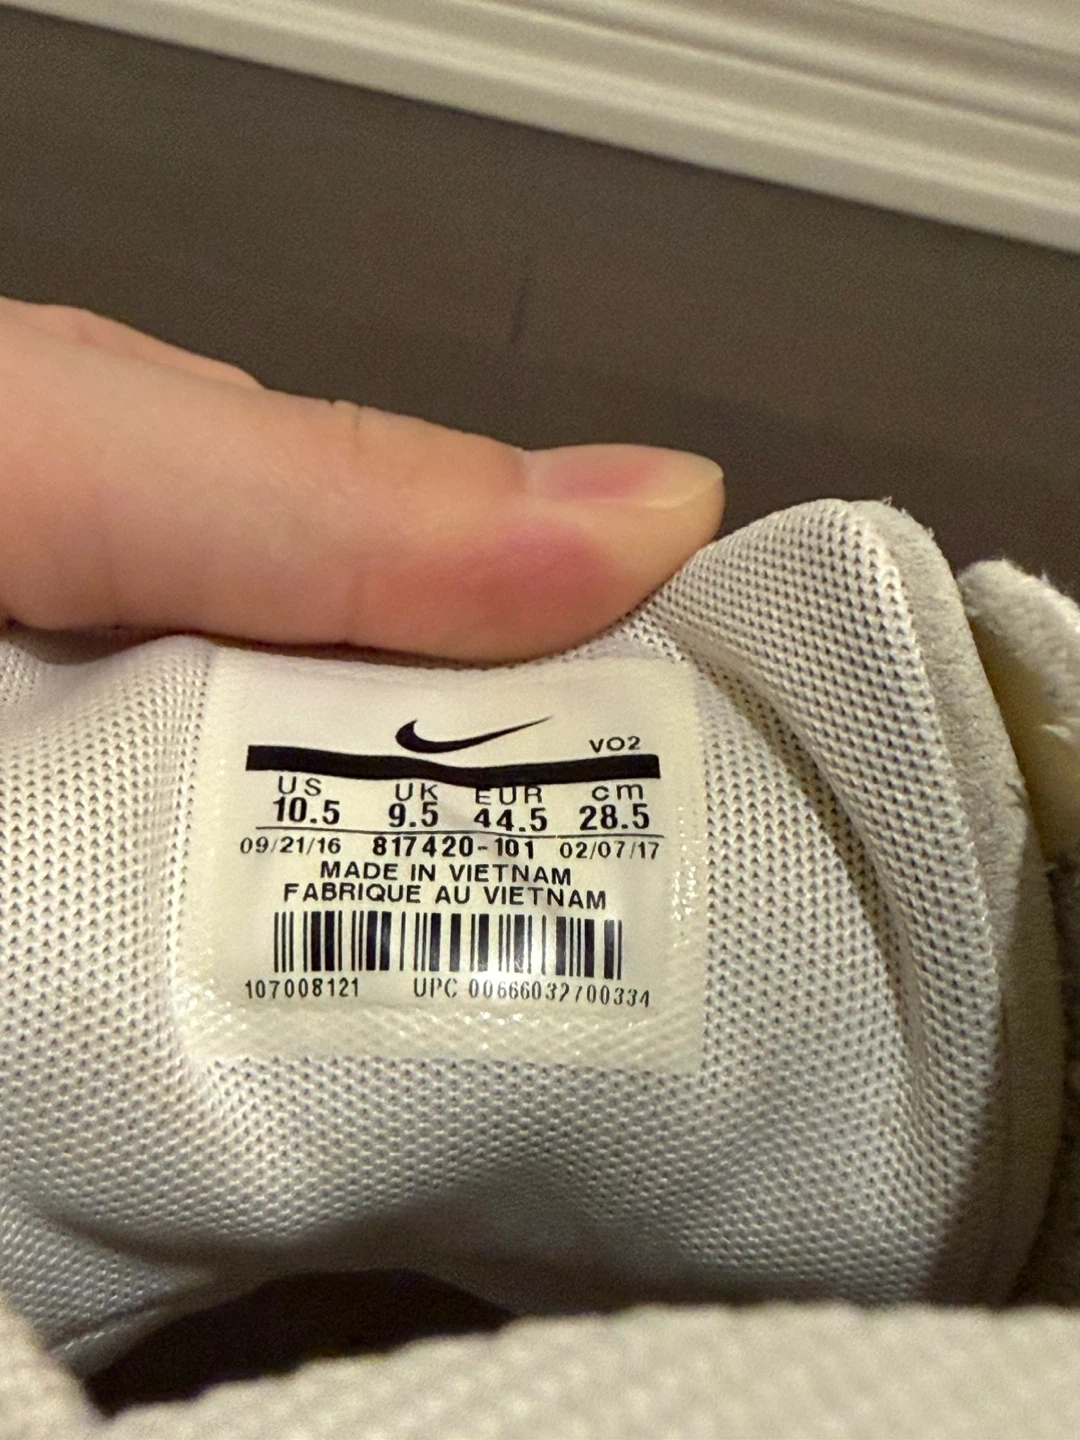 VO2
US UK EUR cm
10.5 9.5 44.5 28.5
09/21/16 817420-101 02/07/17
MADE IN VIETNAM
FABRIQUE AU VIETNAM
107008121 UPC 00666032700334